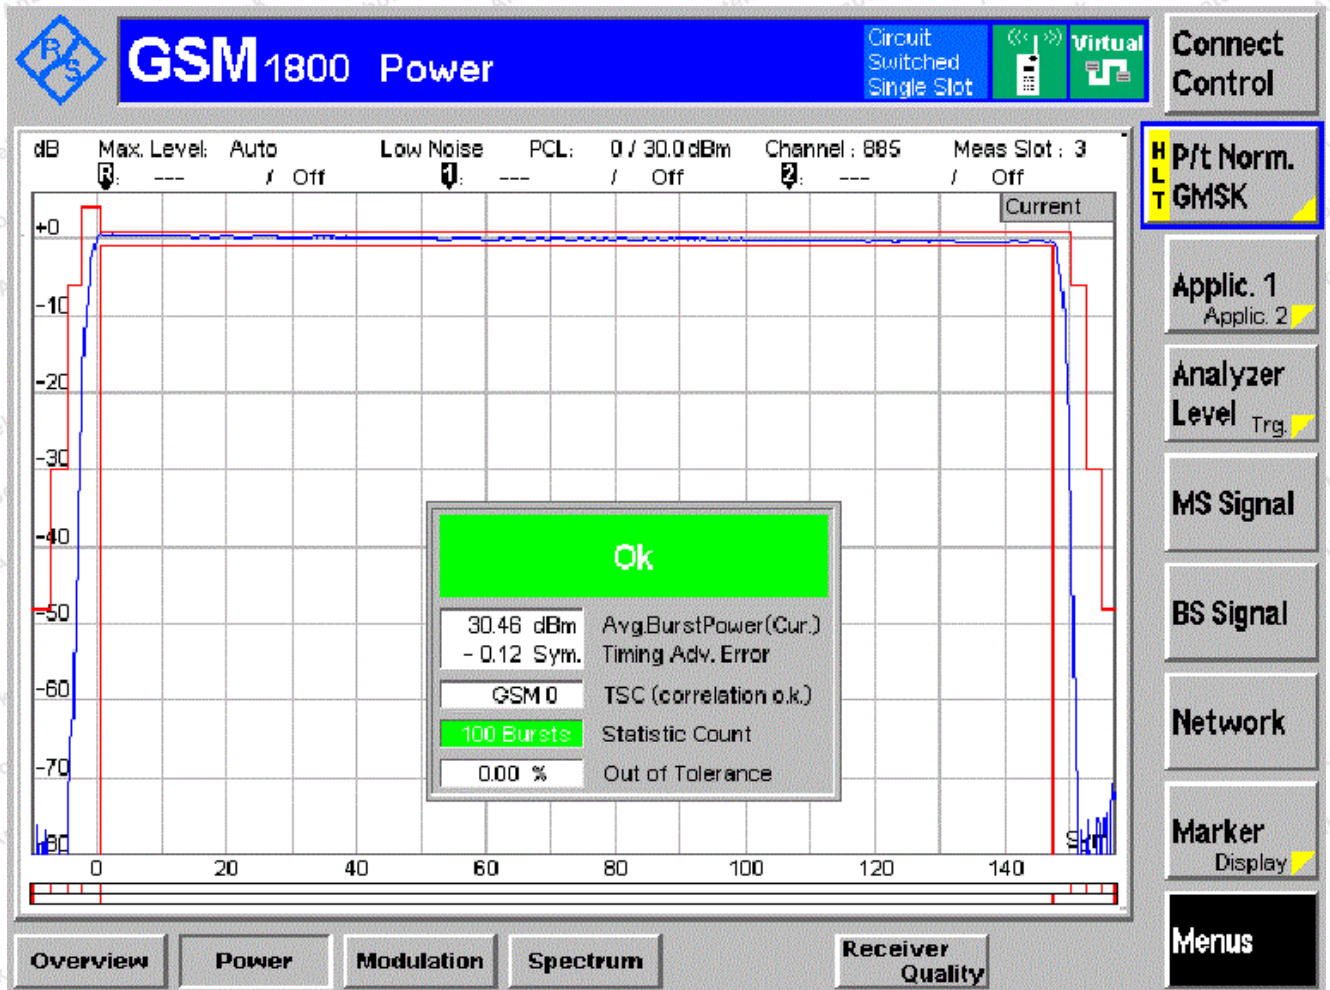 R S
GSM 1800 Power
Circuit
Switched
Single Slot
Virtual
Connect
Control
dB Max. Level: Auto Low Noise PCL: 0 / 30.0 dBm Channel : 885 Meas Slot : 3
R: --- / Off 1: --- / Off 2: --- / Off
Current
+0
-10
-20
-30
-40
-50
-60
-70
-80
Ok
30.46 dBm Avg.BurstPower(Cur.)
- 0.12 Sym. Timing Adv. Error
GSM 0 TSC (correlation o.k.)
100 Bursts Statistic Count
0.00 % Out of Tolerance
Sym
0 20 40 60 80 100 120 140
HLT
P/t Norm.
GMSK
Applic. 1
Applic. 2
Analyzer
Level Trg.
MS Signal
BS Signal
Network
Marker
Display
Menus
Overview Power Modulation Spectrum Receiver
Quality